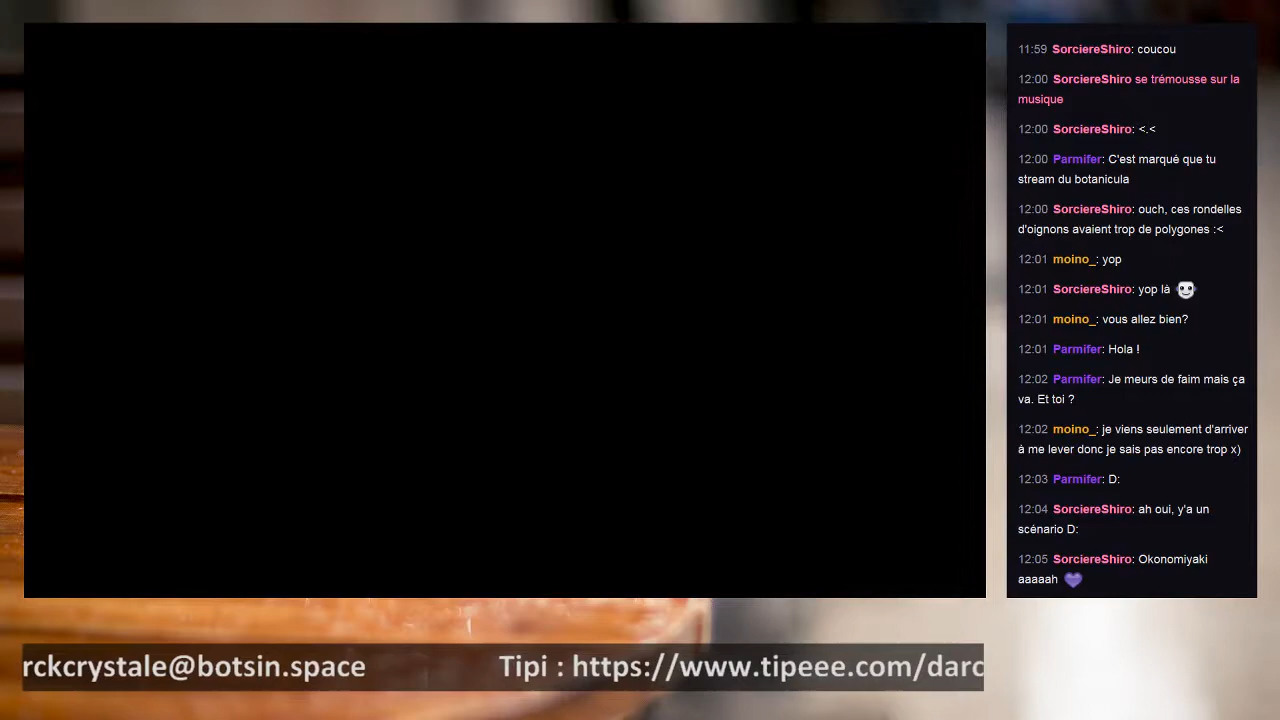 11:59 SorciereShiro: coucou
12:00 SorciereShiro se trémousse sur la
musique
12:00 SorciereShiro: <.<
12:00 Parmifer: C'est marqué que tu
stream du botanicula
12:00 SorciereShiro: ouch, ces rondelles
d'oignons avaient trop de polygones :<
12:01 moino_: yop
12:01 SorciereShiro: yop là
12:01 moino_: vous allez bien?
12:01 Parmifer: Hola !
12:02 Parmifer: Je meurs de faim mais ça
va. Et toi ?
12:02 moino_: je viens seulement d'arriver
à me lever donc je sais pas encore trop x)
12:03 Parmifer: D:
12:04 SorciereShiro: ah oui, y'a un
scénario D:
12:05 SorciereShiro: Okonomiyaki
aaaaah
rckcrystale@botsin.space Tipi : https://www.tipeee.com/darc